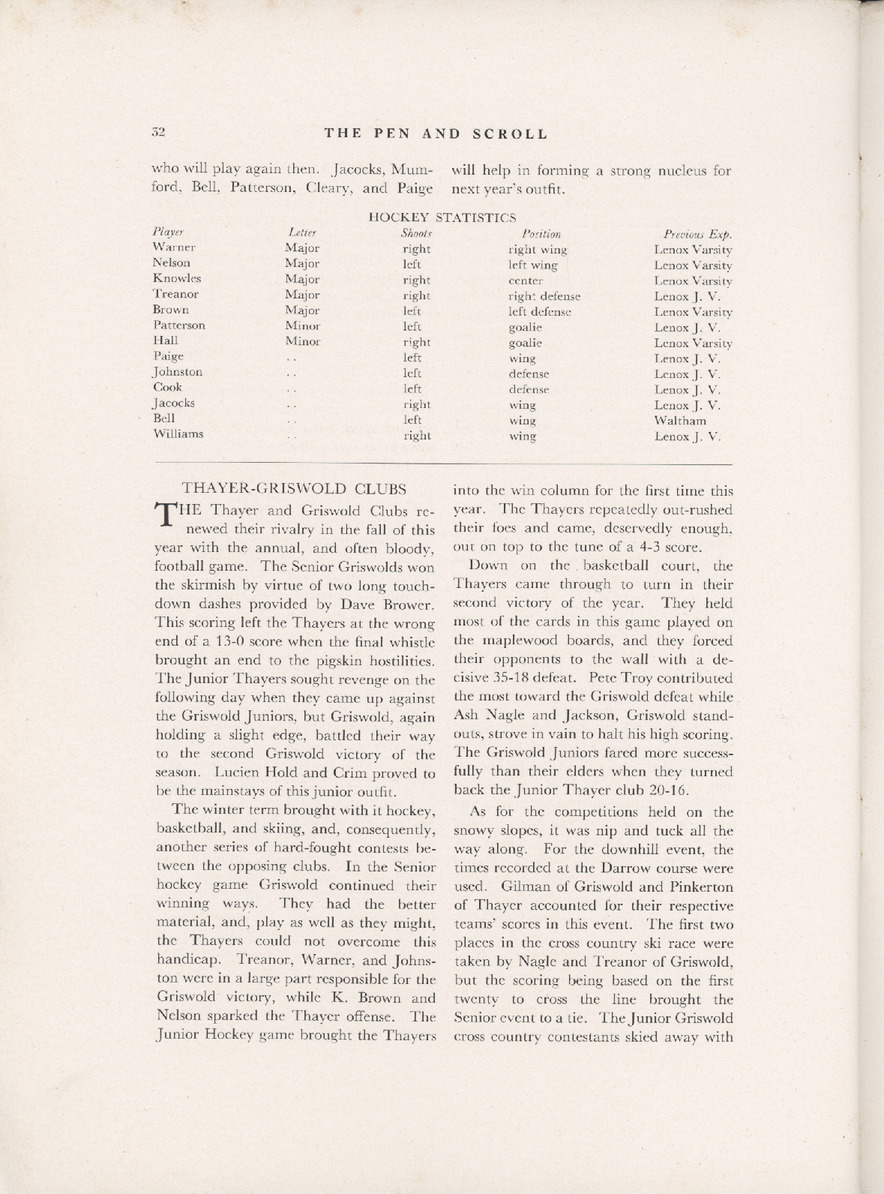 32
THE PEN AND SCROLL
who will play again then. Jacocks, Mum-
ford, Bell, Patterson, Cleary, and Paige
will help in forming a strong nucleus for
next year's outfit.
HOCKEY STATISTICS
Player Letter Shoots Position Previous Exp.
Warner Major right right wing Lenox Varsity
Nelson Major left left wing Lenox Varsity
Knowles Major right center Lenox Varsity
Treanor Major right right defense Lenox J. V.
Brown Major left left defense Lenox Varsity
Patterson Minor left goalie Lenox J. V.
Hall Minor right goalie Lenox Varsity
Paige . . left wing Lenox J. V.
Johnston . . left defense Lenox J. V.
Cook . . left defense Lenox J. V.
Jacocks . . right wing Lenox J. V.
Bell . . left wing Waltham
Williams . . right wing Lenox J. V.
THAYER-GRISWOLD CLUBS
THE Thayer and Griswold Clubs re-
newed their rivalry in the fall of this
year with the annual, and often bloody,
football game. The Senior Griswolds won
the skirmish by virtue of two long touch-
down dashes provided by Dave Brower.
This scoring left the Thayers at the wrong
end of a 13-0 score when the final whistle
brought an end to the pigskin hostilities.
The Junior Thayers sought revenge on the
following day when they came up against
the Griswold Juniors, but Griswold, again
holding a slight edge, battled their way
to the second Griswold victory of the
season. Lucien Hold and Crim proved to
be the mainstays of this junior outfit.
The winter term brought with it hockey,
basketball, and skiing, and, consequently,
another series of hard-fought contests be-
tween the opposing clubs. In the Senior
hockey game Griswold continued their
winning ways. They had the better
material, and, play as well as they might,
the Thayers could not overcome this
handicap. Treanor, Warner, and Johns-
ton were in a large part responsible for the
Griswold victory, while K. Brown and
Nelson sparked the Thayer offense. The
Junior Hockey game brought the Thayers
into the win column for the first time this
year. The Thayers repeatedly out-rushed
their foes and came, deservedly enough,
out on top to the tune of a 4-3 score.
Down on the basketball court, the
Thayers came through to turn in their
second victory of the year. They held
most of the cards in this game played on
the maplewood boards, and they forced
their opponents to the wall with a de-
cisive 35-18 defeat. Pete Troy contributed
the most toward the Griswold defeat while
Ash Nagle and Jackson, Griswold stand-
outs, strove in vain to halt his high scoring.
The Griswold Juniors fared more success-
fully than their elders when they turned
back the Junior Thayer club 20-16.
As for the competitions held on the
snowy slopes, it was nip and tuck all the
way along. For the downhill event, the
times recorded at the Darrow course were
used. Gilman of Griswold and Pinkerton
of Thayer accounted for their respective
teams' scores in this event. The first two
places in the cross country ski race were
taken by Nagle and Treanor of Griswold,
but the scoring being based on the first
twenty to cross the line brought the
Senior event to a tie. The Junior Griswold
cross country contestants skied away with